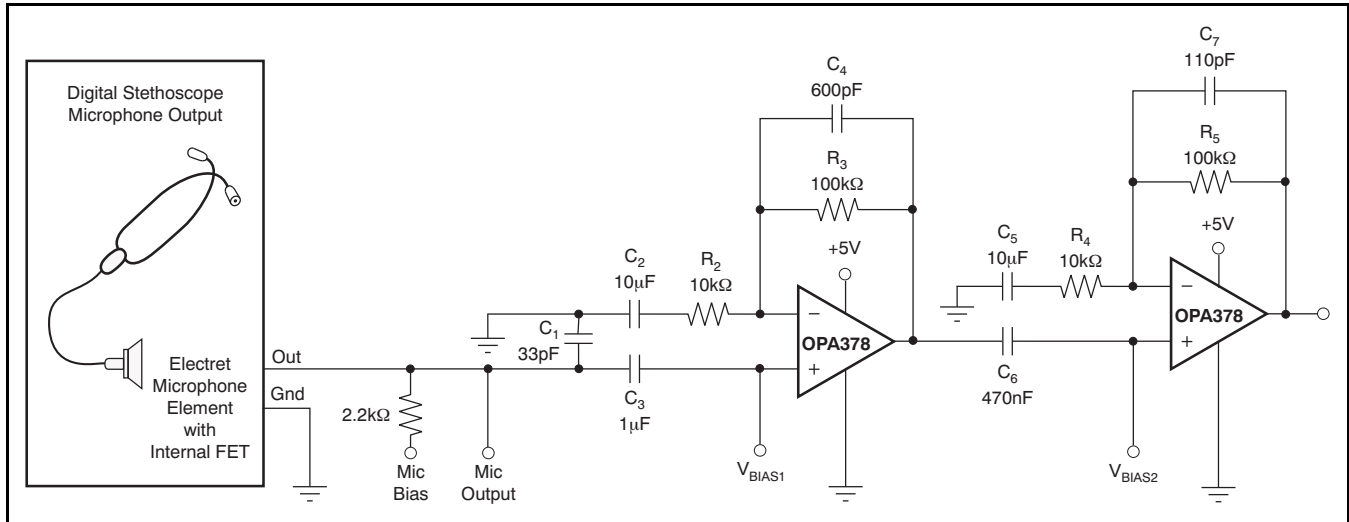 Digital Stethoscope
Microphone Output
Electret
Microphone
Element
with
Internal FET
Out
Gnd
2.2kΩ
Mic
Bias
Mic
Output
C1
33pF
C2
10μF
C3
1μF
R2
10kΩ
C4
600pF
R3
100kΩ
+5V
−
OPA378
+
VBIAS1
C5
10μF
R4
10kΩ
C6
470nF
C7
110pF
R5
100kΩ
+5V
−
OPA378
+
VBIAS2